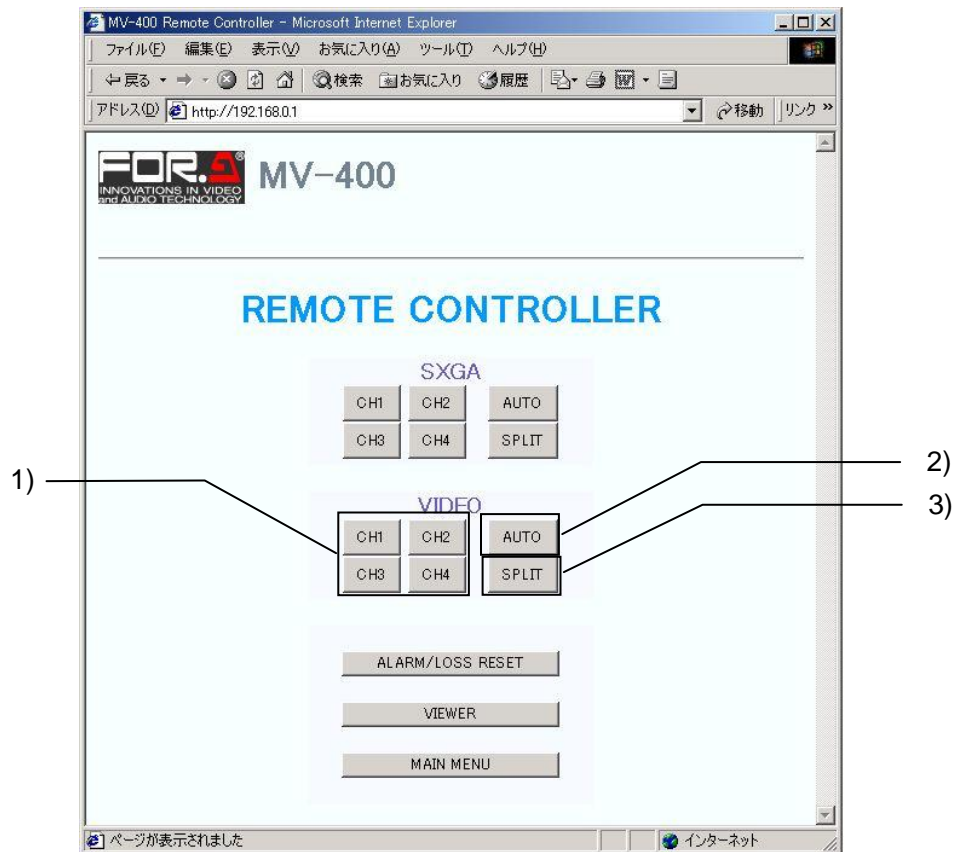 MV-400 Remote Controller - Microsoft Internet Explorer
ファイル(F) 編集(E) 表示(V) お気に入り(A) ツール(T) ヘルプ(H)
戻る 検索 お気に入り 履歴
アドレス(D) http://192.168.0.1 移動 リンク »
FOR.A® MV-400
INNOVATIONS IN VIDEO
and AUDIO TECHNOLOGY
REMOTE CONTROLLER
SXGA
CH1 CH2 AUTO
CH3 CH4 SPLIT
1) 2)
VIDEO 3)
CH1 CH2 AUTO
CH3 CH4 SPLIT
ALARM/LOSS RESET
VIEWER
MAIN MENU
ページが表示されました インターネット